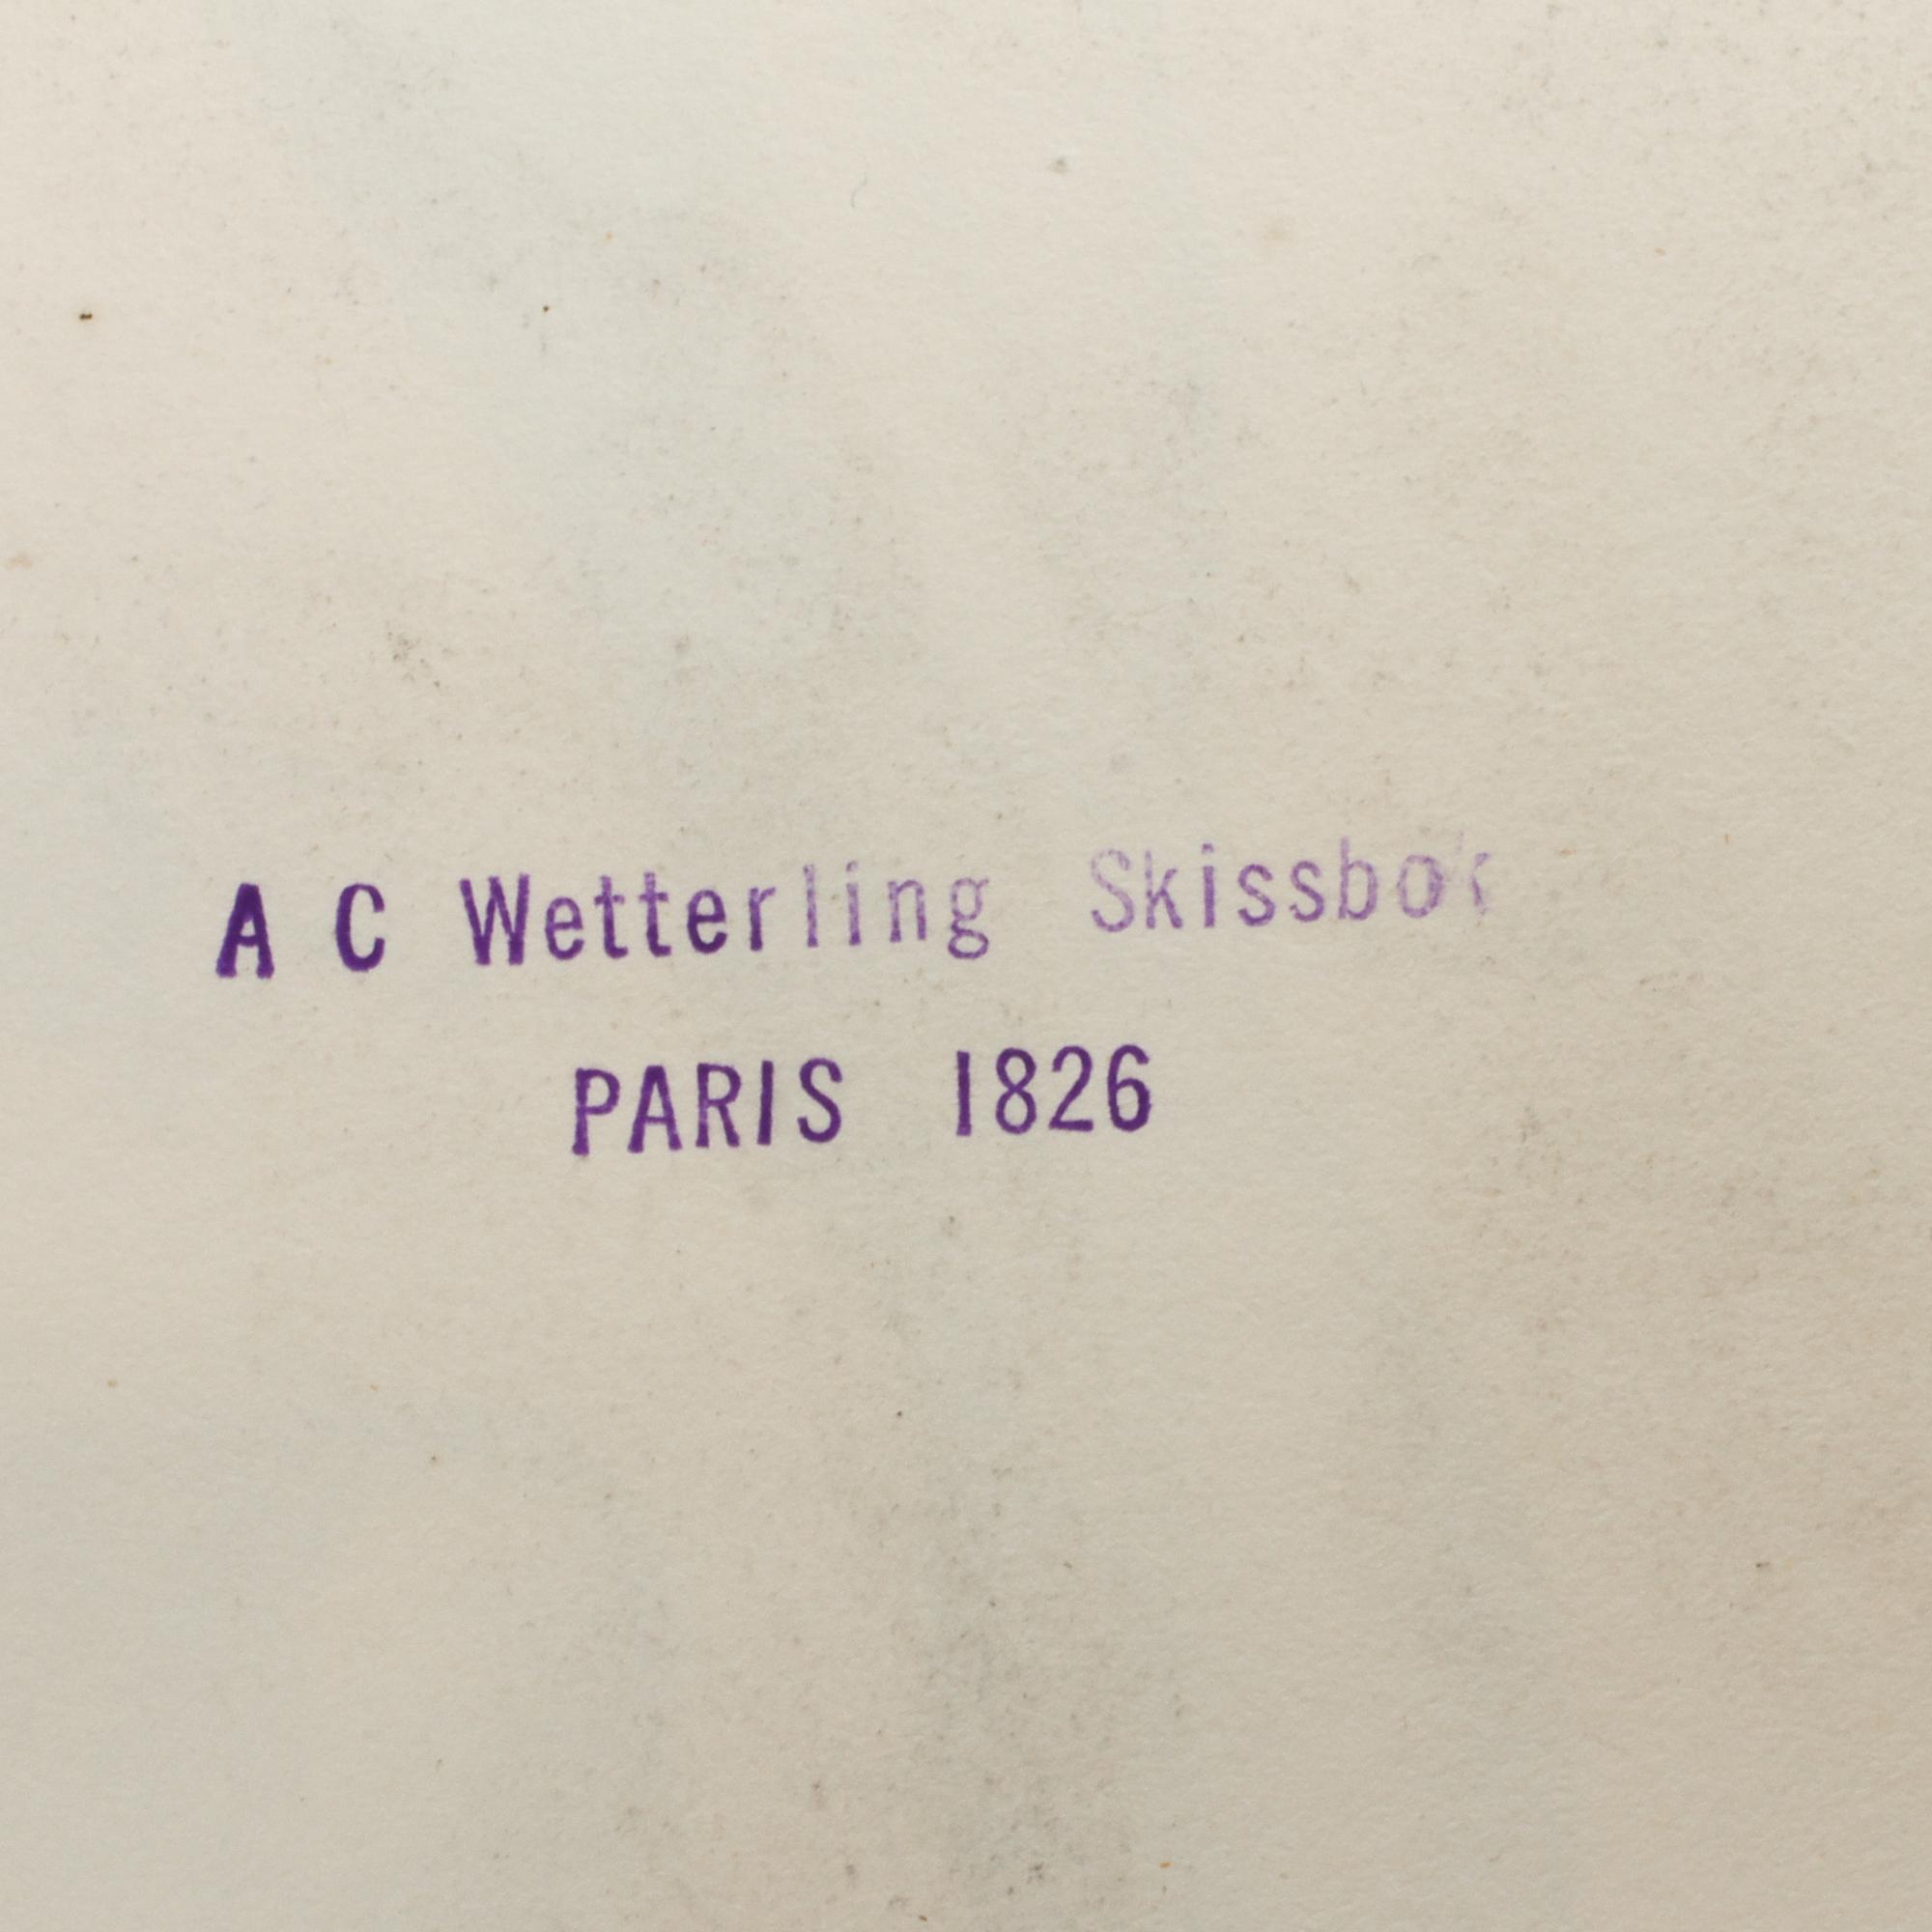 A C Wetterling Skissbok
PARIS 1826